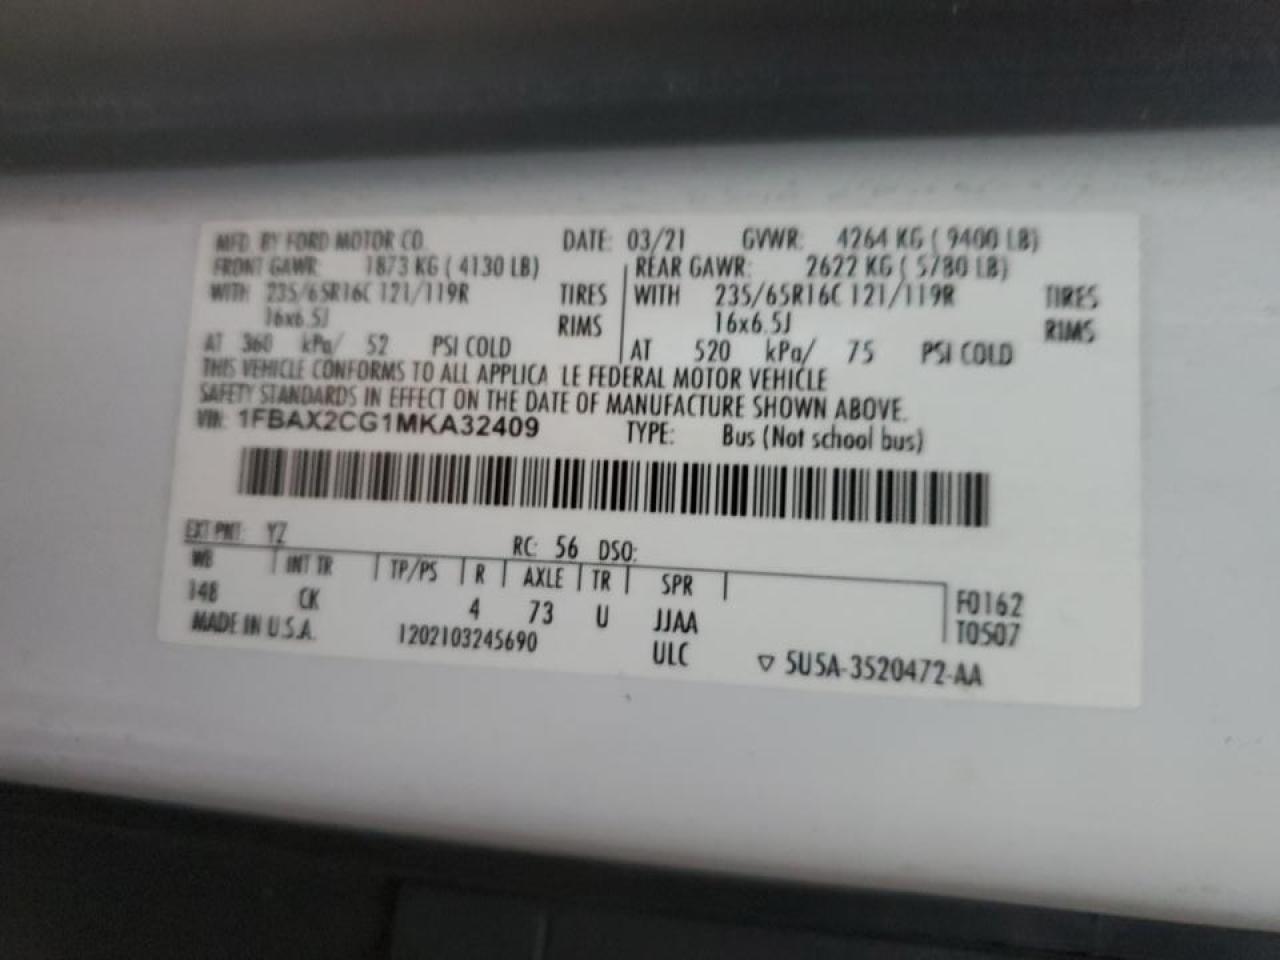 MFD. BY FORD MOTOR CO. DATE: 03/21 GVWR: 4264 KG ( 9400 LB)
FRONT GAWR: 1873 KG ( 4130 LB) REAR GAWR: 2622 KG ( 5780 LB)
WITH 235/65R16C 121/119R TIRES WITH 235/65R16C 121/119R TIRES
16x6.5J RIMS 16x6.5J RIMS
AT 360 kPa/ 52 PSI COLD AT 520 kPa/ 75 PSI COLD
THIS VEHICLE CONFORMS TO ALL APPLICA LE FEDERAL MOTOR VEHICLE
SAFETY STANDARDS IN EFFECT ON THE DATE OF MANUFACTURE SHOWN ABOVE.
VIN: 1FBAX2CG1MKA32409 TYPE: Bus (Not school bus)
EXT PNT: YZ RC: 56 DSO:
WB INT TR TP/PS R AXLE TR SPR F0162
148 CK 4 73 U JJAA T0507
MADE IN U.S.A. 1202103245690 ULC ▽ 5U5A-3520472-AA